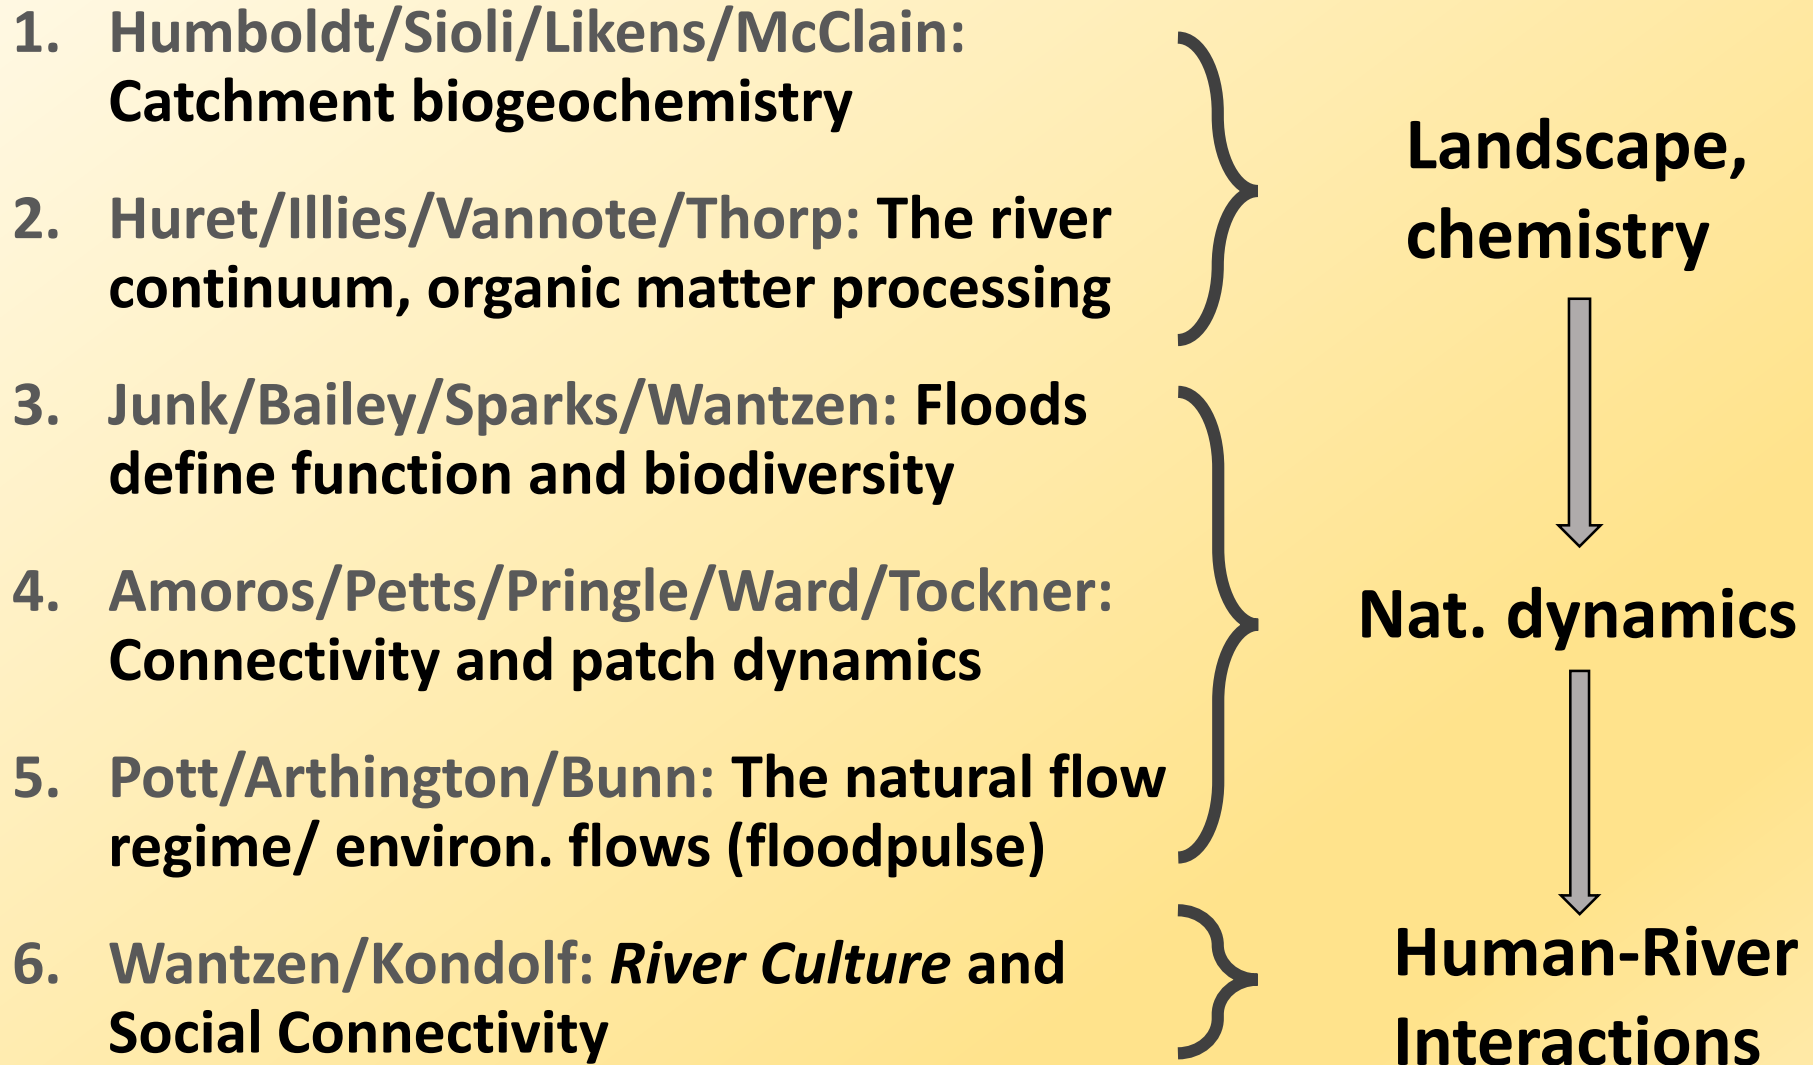 1. Humboldt/Sioli/Likens/McClain:
Catchment biogeochemistry
2. Huret/Illies/Vannote/Thorp: The river
continuum, organic matter processing
3. Junk/Bailey/Sparks/Wantzen: Floods
define function and biodiversity
4. Amoros/Petts/Pringle/Ward/Tockner:
Connectivity and patch dynamics
5. Pott/Arthington/Bunn: The natural flow
regime/ environ. flows (floodpulse)
6. Wantzen/Kondolf: River Culture and
Social Connectivity
Landscape,
chemistry
Nat. dynamics
Human-River
Interactions